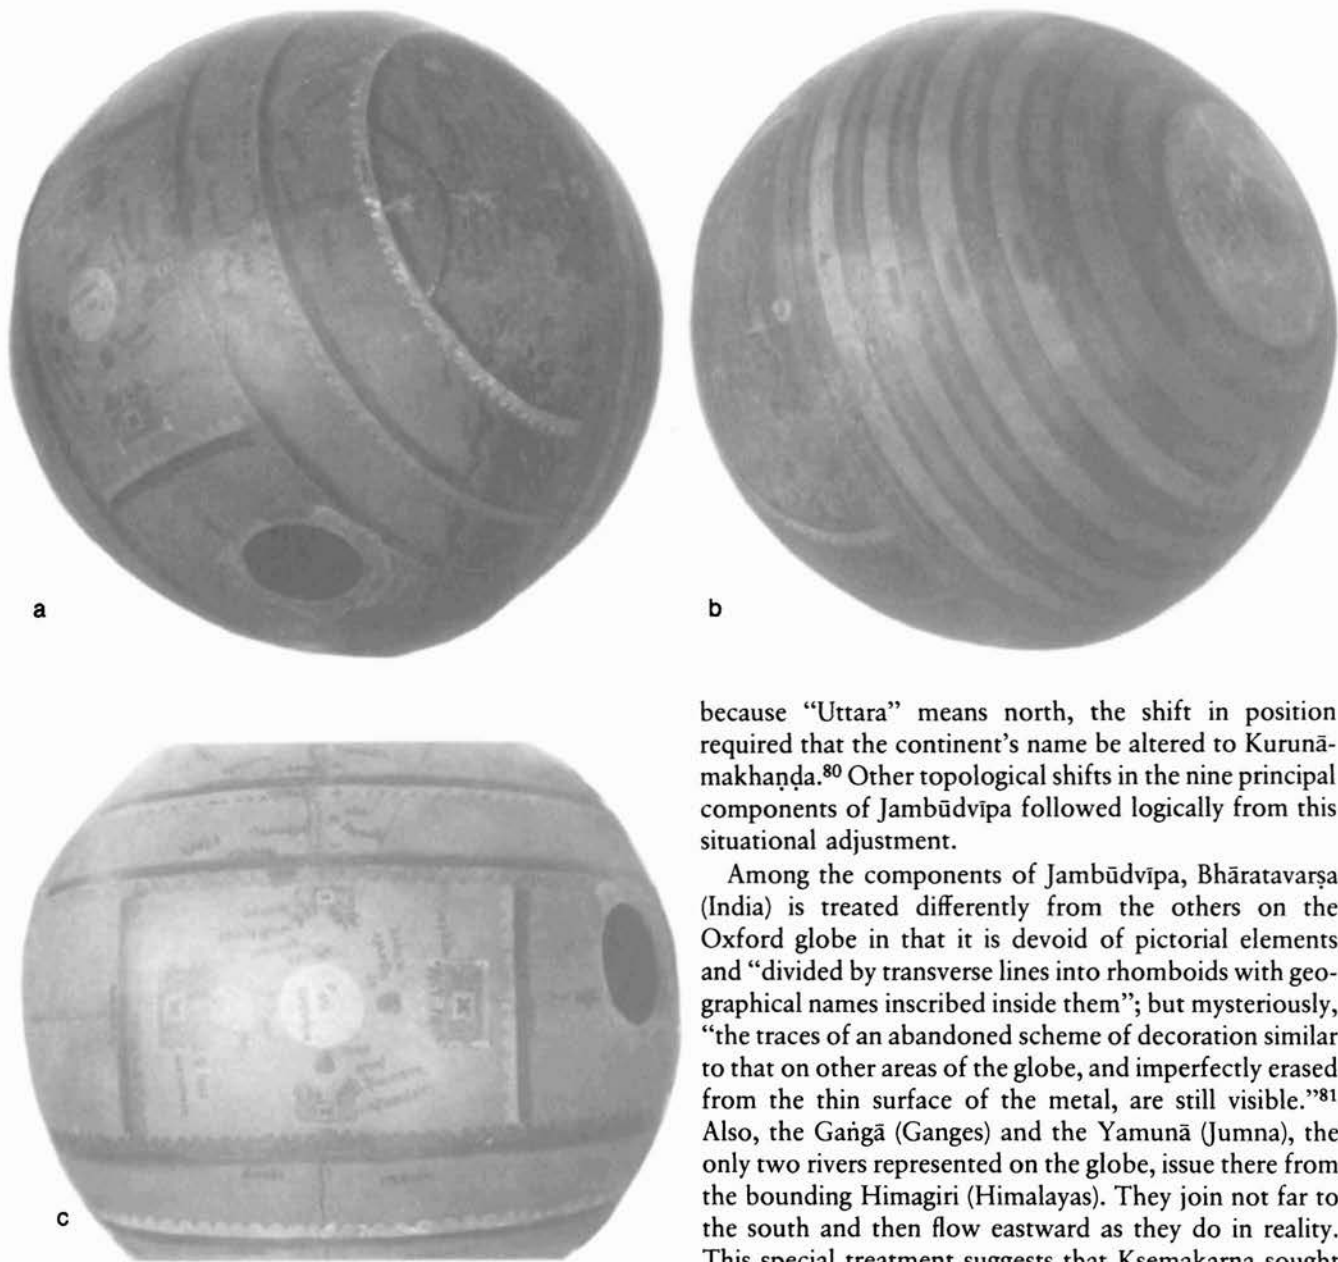 a
b
c
because “Uttara” means north, the shift in position
required that the continent’s name be altered to Kurunā-
makhaṇḍa.80 Other topological shifts in the nine principal
components of Jambūdvīpa followed logically from this
situational adjustment.
Among the components of Jambūdvīpa, Bhāratavarṣa
(India) is treated differently from the others on the
Oxford globe in that it is devoid of pictorial elements
and “divided by transverse lines into rhomboids with geo-
graphical names inscribed inside them”; but mysteriously,
“the traces of an abandoned scheme of decoration similar
to that on other areas of the globe, and imperfectly erased
from the thin surface of the metal, are still visible.”81
Also, the Gaṅgā (Ganges) and the Yamunā (Jumna), the
only two rivers represented on the globe, issue there from
the bounding Himagiri (Himalayas). They join not far to
the south and then flow eastward as they do in reality.
This special treatment suggests that Kṣemakarṇa sought